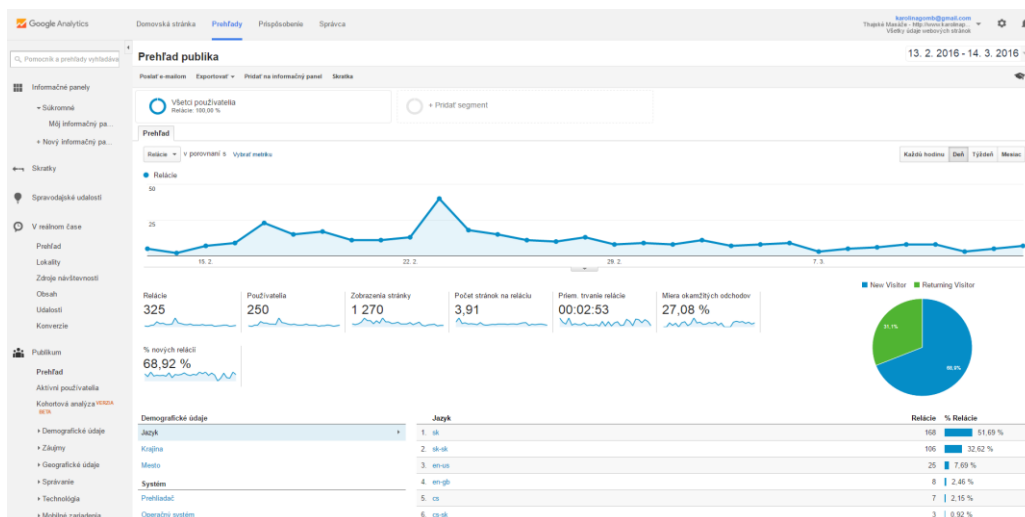 Google Analytics
Domovská stránka Prehľady Prispôsobenie Správca
karolinagomb@gmail.com
Thajské Masáže - http://www.karolinap...
Všetky údaje webových stránok
Pomocník a prehľady vyhľadáva
Prehľad publika
13. 2. 2016 - 14. 3. 2016
Poslať e-mailom Exportovať Pridať na informačný panel Skratka
Informačné panely
Súkromné
Môj informačný pa...
+ Nový informačný pa...
Skratky
Spravodajské udalosti
V reálnom čase
Prehľad
Lokality
Zdroje návštevnosti
Obsah
Udalosti
Konverzie
Publikum
Prehľad
Aktívni používatelia
Kohortová analýza VERZIA BETA
Demografické údaje
Záujmy
Geografické údaje
Správanie
Technológia
Mobilné zariadenia
Všetci používatelia
Relácie: 100,00 %
+ Pridať segment
Prehľad
Relácie v porovnaní s Vybrať metriku
Každú hodinu Deň Týždeň Mesiac
Relácie
50
25
15. 2. 22. 2. 29. 2. 7. 3.
Relácie
325
Používatelia
250
Zobrazenia stránky
1 270
Počet stránok na reláciu
3,91
Priem. trvanie relácie
00:02:53
Miera okamžitých odchodov
27,08 %
% nových relácií
68,92 %
New Visitor Returning Visitor
31,1%
68,9%
Demografické údaje
Jazyk
Krajina
Mesto
Systém
Prehliadač
Operačný systém
Jazyk Relácie % Relácie
1. sk 168 51,69 %
2. sk-sk 106 32,62 %
3. en-us 25 7,69 %
4. en-gb 8 2,46 %
5. cs 7 2,15 %
6. cs-sk 3 0,92 %